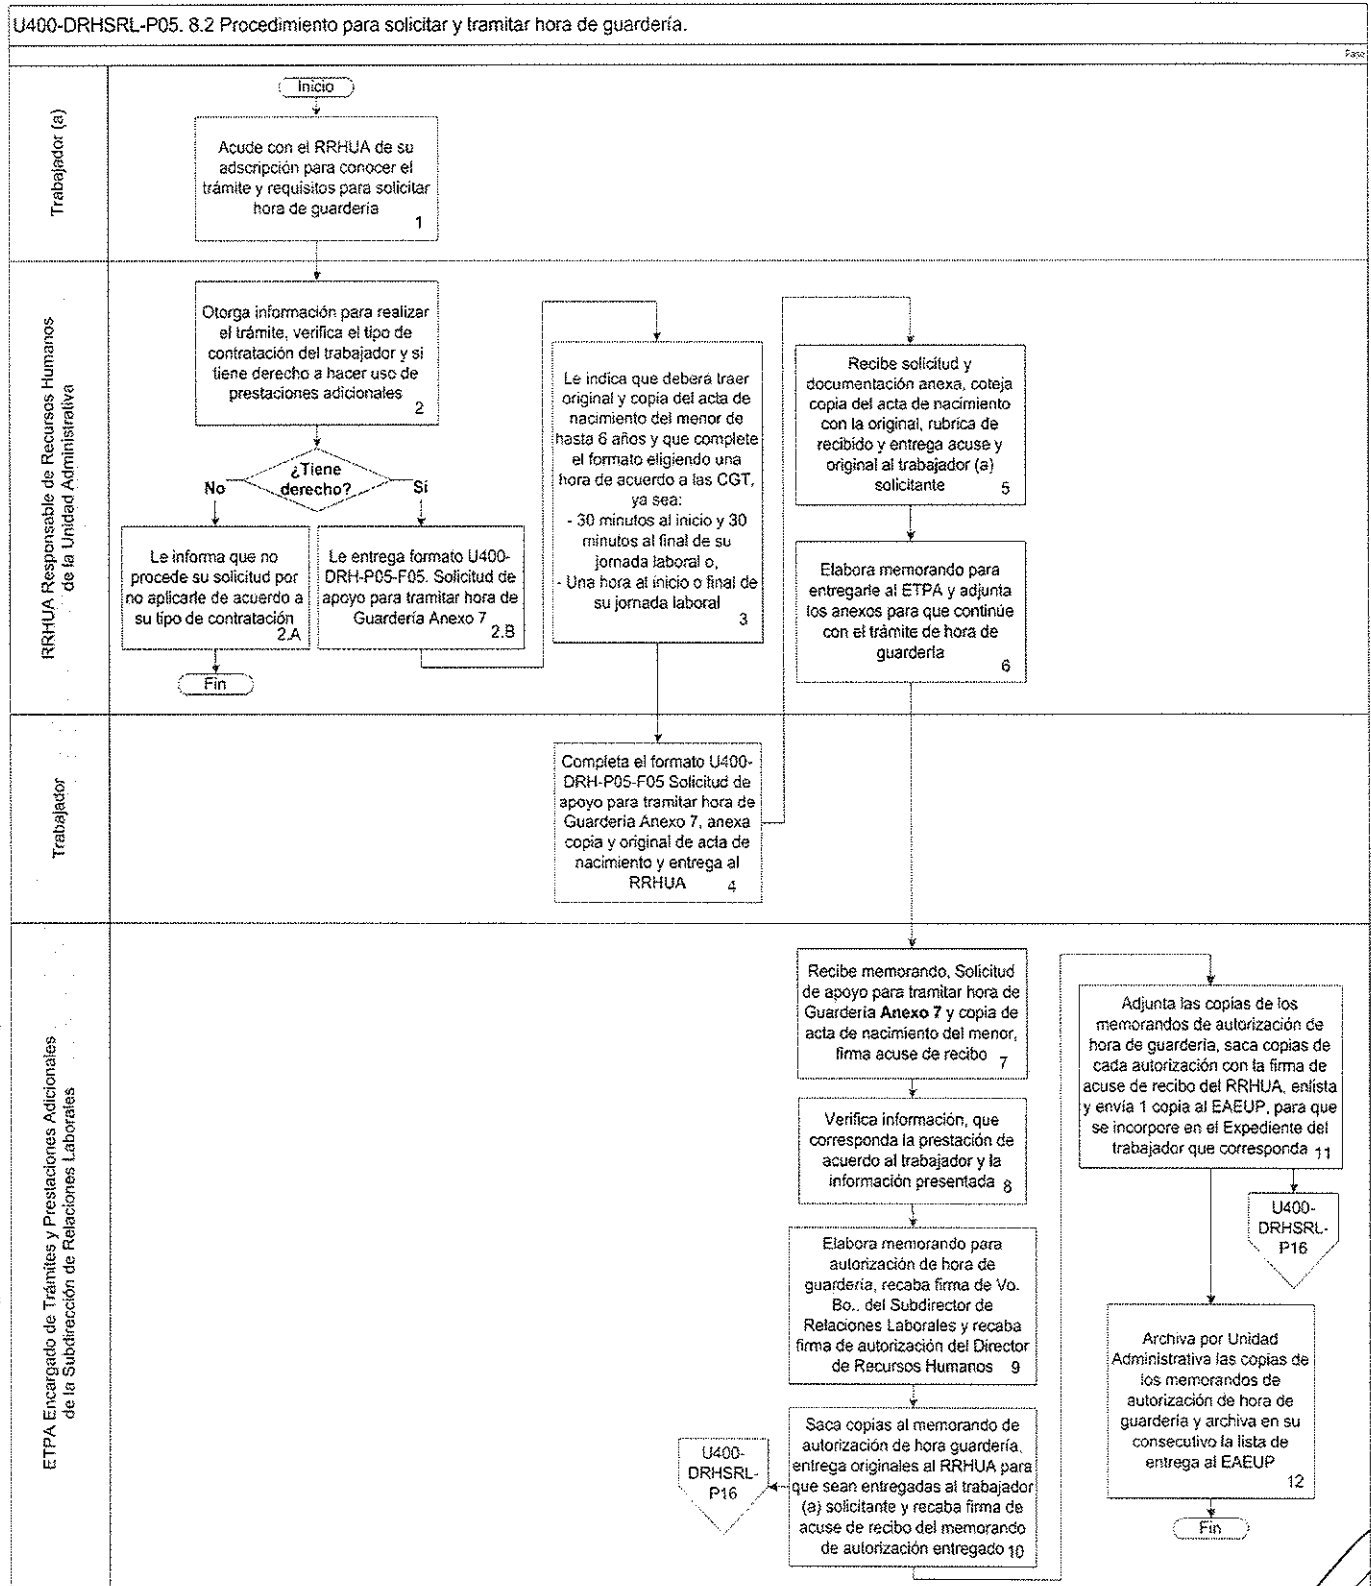 U400-DRHSRL-P05. 8.2 Procedimiento para solicitar y tramitar hora de guardería.
Fase
Trabajador (a)
Inicio
Acude con el RRHUA de su
adscripción para conocer el
trámite y requisitos para solicitar
hora de guardería
1
RRHUA Responsable de Recursos Humanos
de la Unidad Administrativa
Otorga información para realizar
el trámite, verifica el tipo de
contratación del trabajador y si
tiene derecho a hacer uso de
prestaciones adicionales
2
¿Tiene
derecho?
No
Sí
Le informa que no
procede su solicitud por
no aplicarle de acuerdo a
su tipo de contratación
2.A
Fin
Le entrega formato U400-
DRH-P05-F05. Solicitud de
apoyo para tramitar hora de
Guardería Anexo 7
2.B
Le indica que deberá traer
original y copia del acta de
nacimiento del menor de
hasta 6 años y que complete
el formato eligiendo una
hora de acuerdo a las CGT,
ya sea:
- 30 minutos al inicio y 30
minutos al final de su
jornada laboral o,
- Una hora al inicio o final de
su jornada laboral
3
Recibe solicitud y
documentación anexa, coteja
copia del acta de nacimiento
con la original, rubrica de
recibido y entrega acuse y
original al trabajador (a)
solicitante
5
Elabora memorando para
entregarle al ETPA y adjunta
los anexos para que continúe
con el trámite de hora de
guardería
6
Trabajador
Completa el formato U400-
DRH-P05-F05 Solicitud de
apoyo para tramitar hora de
Guardería Anexo 7, anexa
copia y original de acta de
nacimiento y entrega al
RRHUA
4
ETPA Encargado de Trámites y Prestaciones Adicionales
de la Subdirección de Relaciones Laborales
Recibe memorando, Solicitud
de apoyo para tramitar hora de
Guardería Anexo 7 y copia de
acta de nacimiento del menor,
firma acuse de recibo
7
Verifica información, que
corresponda la prestación de
acuerdo al trabajador y la
información presentada
8
Elabora memorando para
autorización de hora de
guardería, recaba firma de Vo.
Bo.. del Subdirector de
Relaciones Laborales y recaba
firma de autorización del Director
de Recursos Humanos
9
Saca copias al memorando de
autorización de hora guardería,
entrega originales al RRHUA para
que sean entregadas al trabajador
(a) solicitante y recaba firma de
acuse de recibo del memorando
de autorización entregado
10
U400-
DRHSRL-
P16
Adjunta las copias de los
memorandos de autorización de
hora de guardería, saca copias de
cada autorización con la firma de
acuse de recibo del RRHUA, enlista
y envía 1 copia al EAEUP, para que
se incorpore en el Expediente del
trabajador que corresponda
11
U400-
DRHSRL-
P16
Archiva por Unidad
Administrativa las copias de
los memorandos de
autorización de hora de
guardería y archiva en su
consecutivo la lista de
entrega al EAEUP
12
Fin